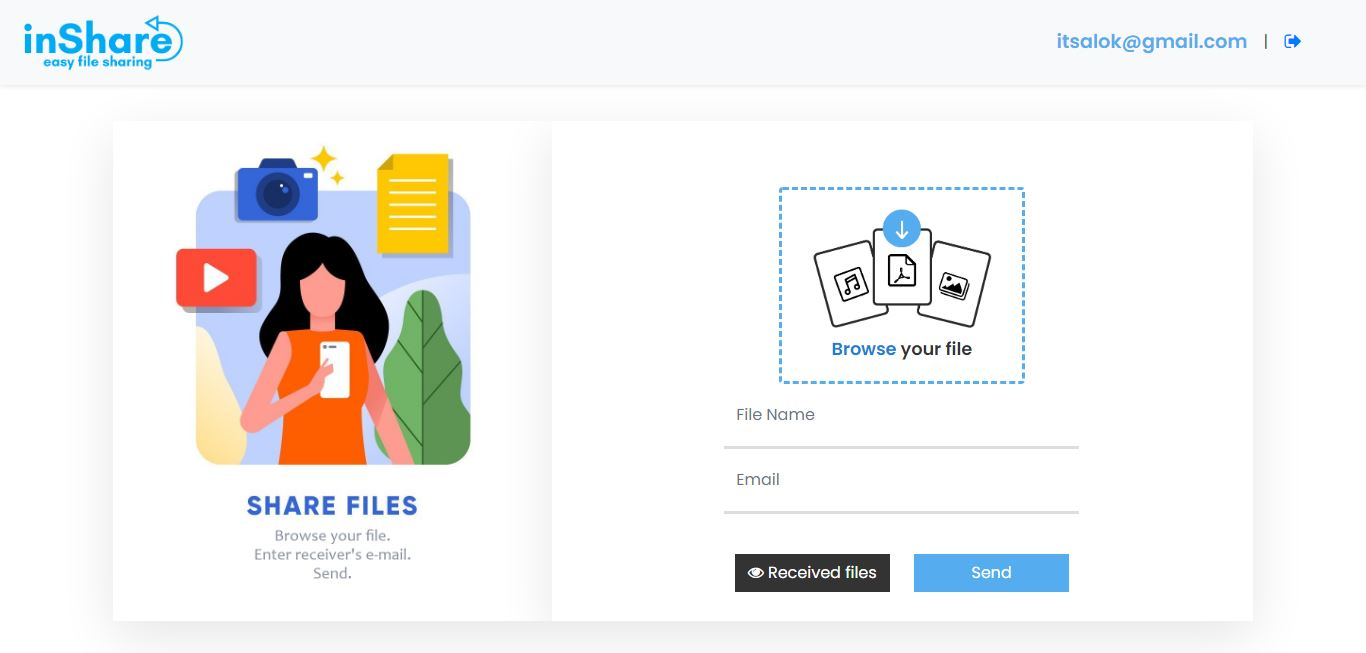 inShare
easy file sharing
itsalok@gmail.com |
SHARE FILES
Browse your file.
Enter receiver's e-mail.
Send.
Browse your file
File Name
Email
Received files
Send